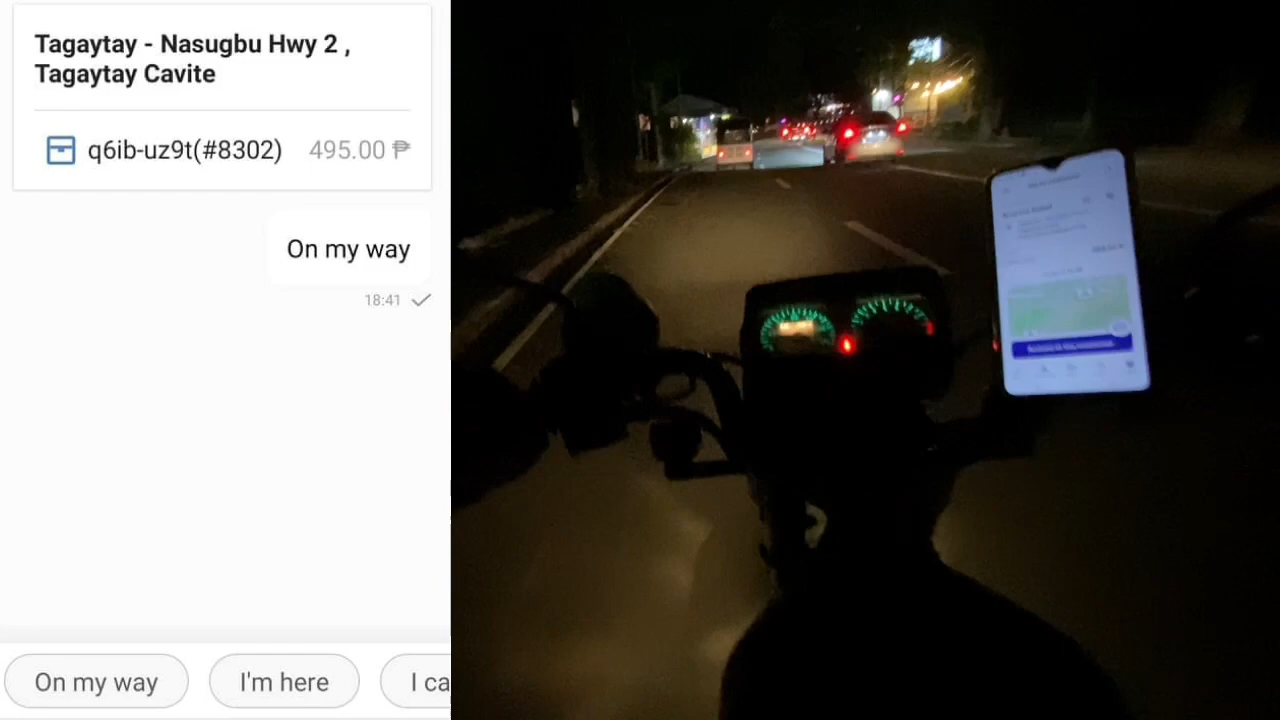 Tagaytay - Nasugbu Hwy 2 ,
Tagaytay Cavite
q6ib-uz9t(#8302) 495.00 ₱
On my way
18:41
On my way I'm here I ca